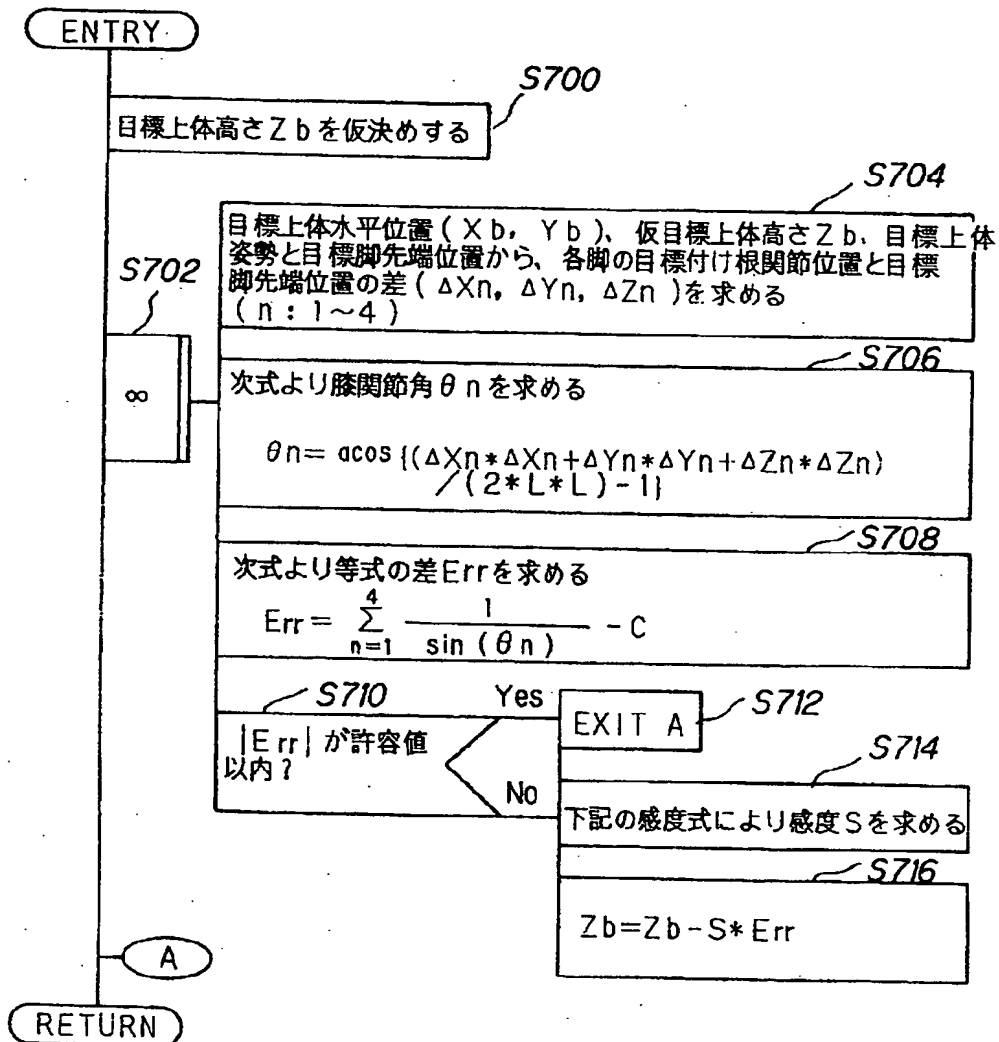 ENTRY
S700
目標上体高さZbを仮決めする
S704
目標上体水平位置(Xb, Yb)、仮目標上体高さZb、目標上体
姿勢と目標脚先端位置から、各脚の目標付け根関節位置と目標
脚先端位置の差(ΔXn, ΔYn, ΔZn)を求める
(n:1～4)
S702
∞
S706
次式より膝関節角θnを求める
θn= acos{(ΔXn*ΔXn+ΔYn*ΔYn+ΔZn*ΔZn)
/(2*L*L)-1}
S708
次式より等式の差Errを求める
Err= 4Σn=1 1/sin(θn) -C
S710
|Err|が許容値
以内?
Yes
EXIT A
S712
No
S714
下記の感度式により感度Sを求める
S716
Zb=Zb-S*Err
A
RETURN